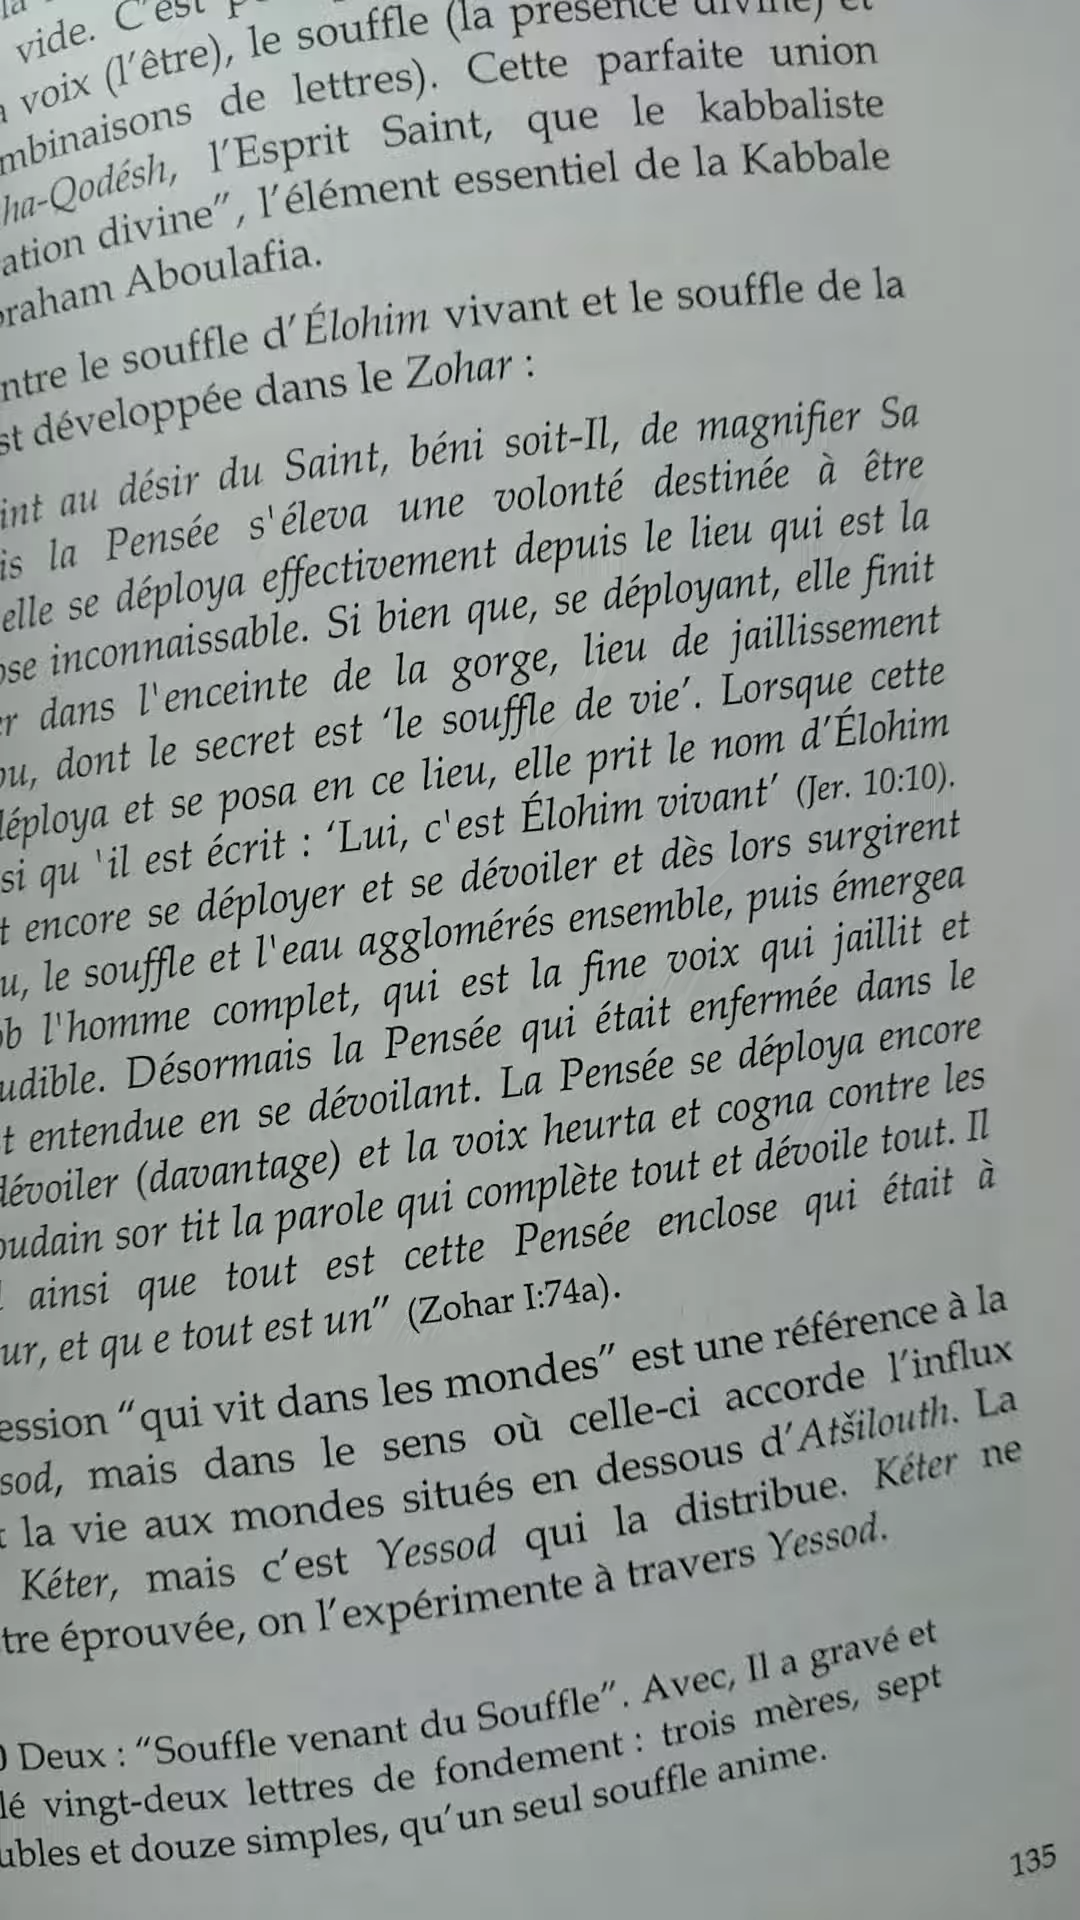 vide. C'est
voix (l'être), le souffle (la présence divine) et
mbinaisons de lettres). Cette parfaite union
ha-Qodésh, l'Esprit Saint, que le kabbaliste
ation divine", l'élément essentiel de la Kabbale
raham Aboulafia.
ntre le souffle d'Élohim vivant et le souffle de la
st développée dans le Zohar :
int au désir du Saint, béni soit-Il, de magnifier Sa
is la Pensée s'éleva une volonté destinée à être
elle se déploya effectivement depuis le lieu qui est la
ose inconnaissable. Si bien que, se déployant, elle finit
er dans l'enceinte de la gorge, lieu de jaillissement
ou, dont le secret est 'le souffle de vie'. Lorsque cette
déploya et se posa en ce lieu, elle prit le nom d'Élohim
si qu 'il est écrit : 'Lui, c'est Élohim vivant' (Jer. 10:10).
t encore se déployer et se dévoiler et dès lors surgirent
u, le souffle et l'eau agglomérés ensemble, puis émergea
ob l'homme complet, qui est la fine voix qui jaillit et
udible. Désormais la Pensée qui était enfermée dans le
t entendue en se dévoilant. La Pensée se déploya encore
dévoiler (davantage) et la voix heurta et cogna contre les
oudain sor tit la parole qui complète tout et dévoile tout. Il
ainsi que tout est cette Pensée enclose qui était à
ur, et qu e tout est un" (Zohar I:74a).
ession "qui vit dans les mondes" est une référence à la
sod, mais dans le sens où celle-ci accorde l'influx
t la vie aux mondes situés en dessous d'Atšilouth. La
Kéter, mais c'est Yessod qui la distribue. Kéter ne
tre éprouvée, on l'expérimente à travers Yessod.
Deux : "Souffle venant du Souffle". Avec, Il a gravé et
lé vingt-deux lettres de fondement : trois mères, sept
ubles et douze simples, qu'un seul souffle anime.
135